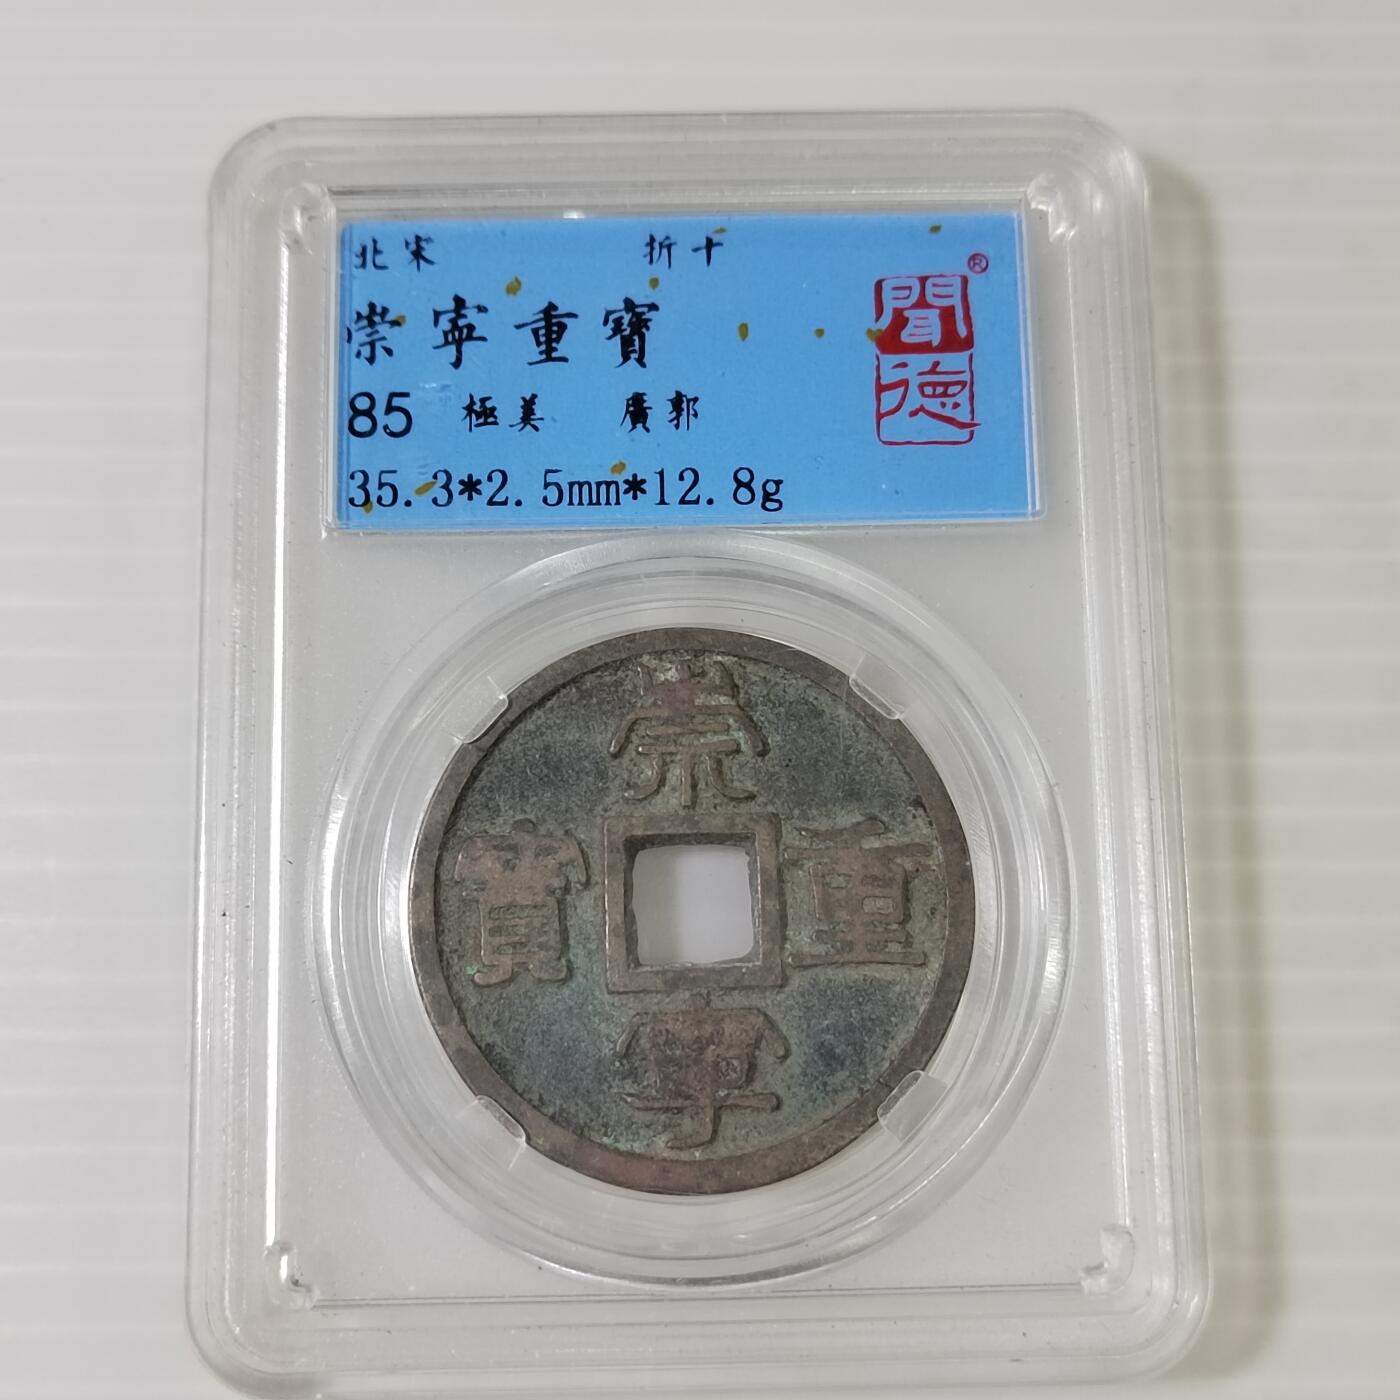 北宋 折十
崇寧重寶
85 極美 廣郭
35.3*2.5mm*12.8g
聞德®
崇
寶 重
寧